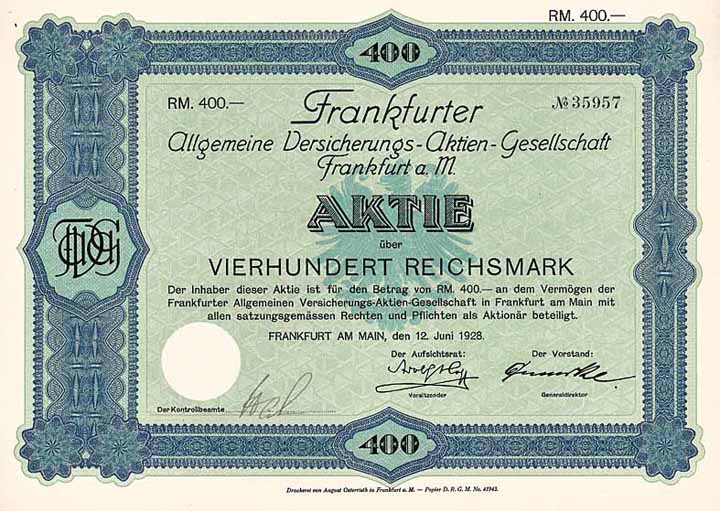 RM. 400.—
400
RM. 400.—
№ 35957
Frankfurter
Allgemeine Versicherungs-Aktien-Gesellschaft
Frankfurt a. M.
AKTIE
über
VIERHUNDERT REICHSMARK
Der Inhaber dieser Aktie ist für den Betrag von RM. 400.— an dem Vermögen der
Frankfurter Allgemeinen Versicherungs-Aktien-Gesellschaft in Frankfurt am Main mit
allen satzungsgemässen Rechten und Pflichten als Aktionär beteiligt.
FRANKFURT AM MAIN, den 12. Juni 1928.
Der Aufsichtsrat:
Der Vorstand:
Vorsitzender
Generaldirektor
Der Kontrollbeamte
400
Druckerei von August Osterrieth in Frankfurt a. M. — Papier D. R. G. M. No. 41943.